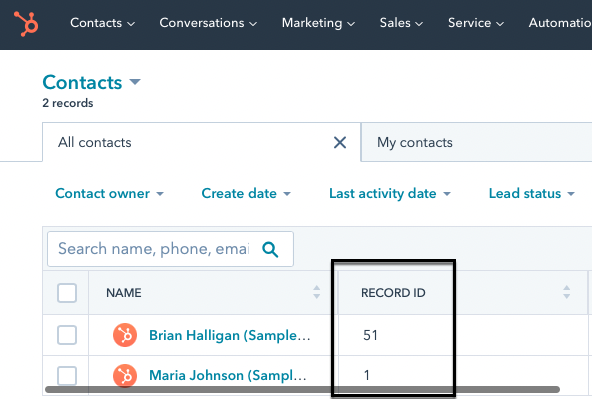 Contacts Conversations Marketing Sales Service Automatio
Contacts
2 records
All contacts My contacts
Contact owner Create date Last activity date Lead status
Search name, phone, emai
NAME RECORD ID
Brian Halligan (Sample... 51
Maria Johnson (Sampl... 1